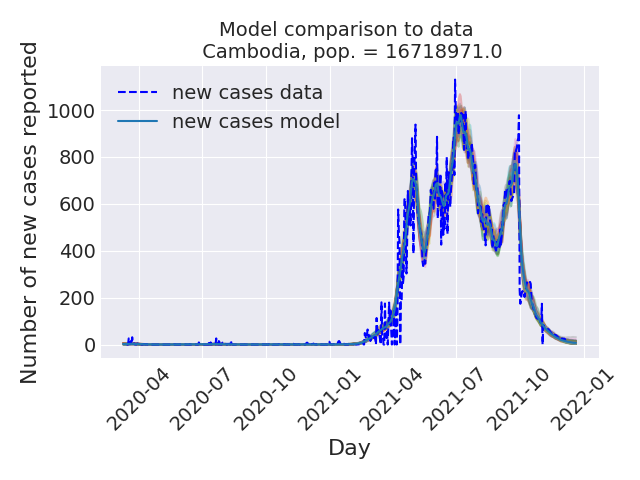 Model comparison to data
Cambodia, pop. = 16718971.0
new cases data
new cases model
Number of new cases reported
1000
800
600
400
200
0
2020-04
2020-07
2020-10
2021-01
2021-04
2021-07
2021-10
2022-01
Day